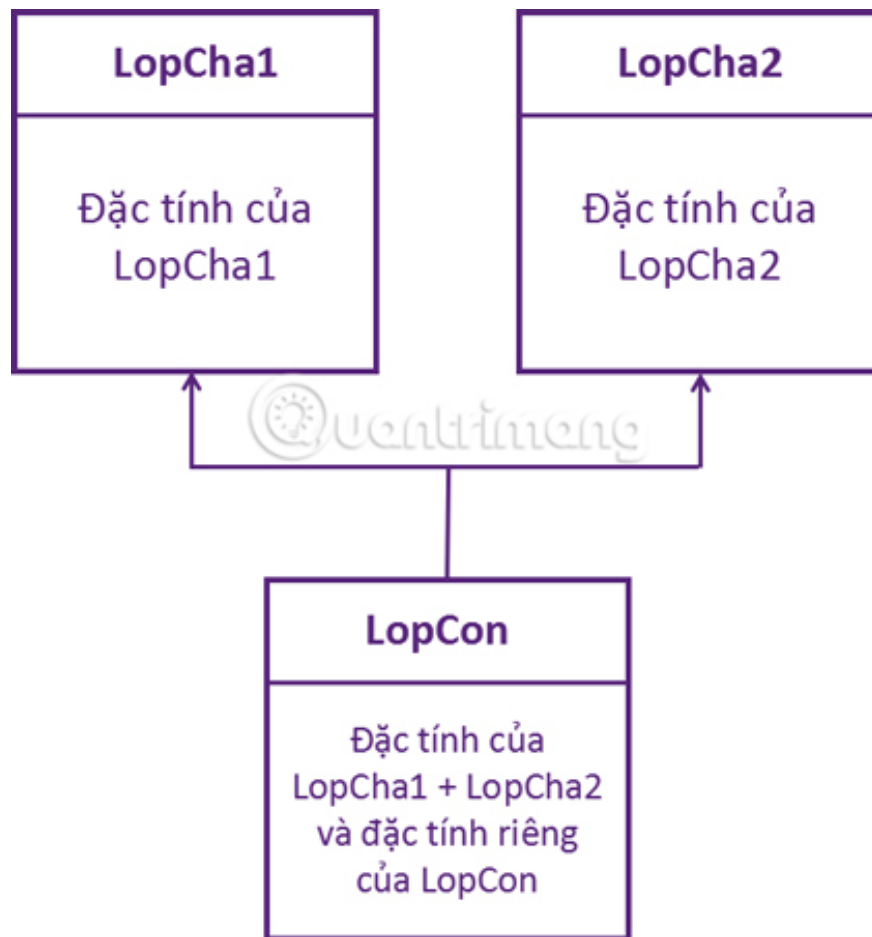 LopCha1
Đặc tính của
LopCha1
LopCha2
Đặc tính của
LopCha2
Quantrimang
LopCon
Đặc tính của
LopCha1 + LopCha2
và đặc tính riêng
của LopCon